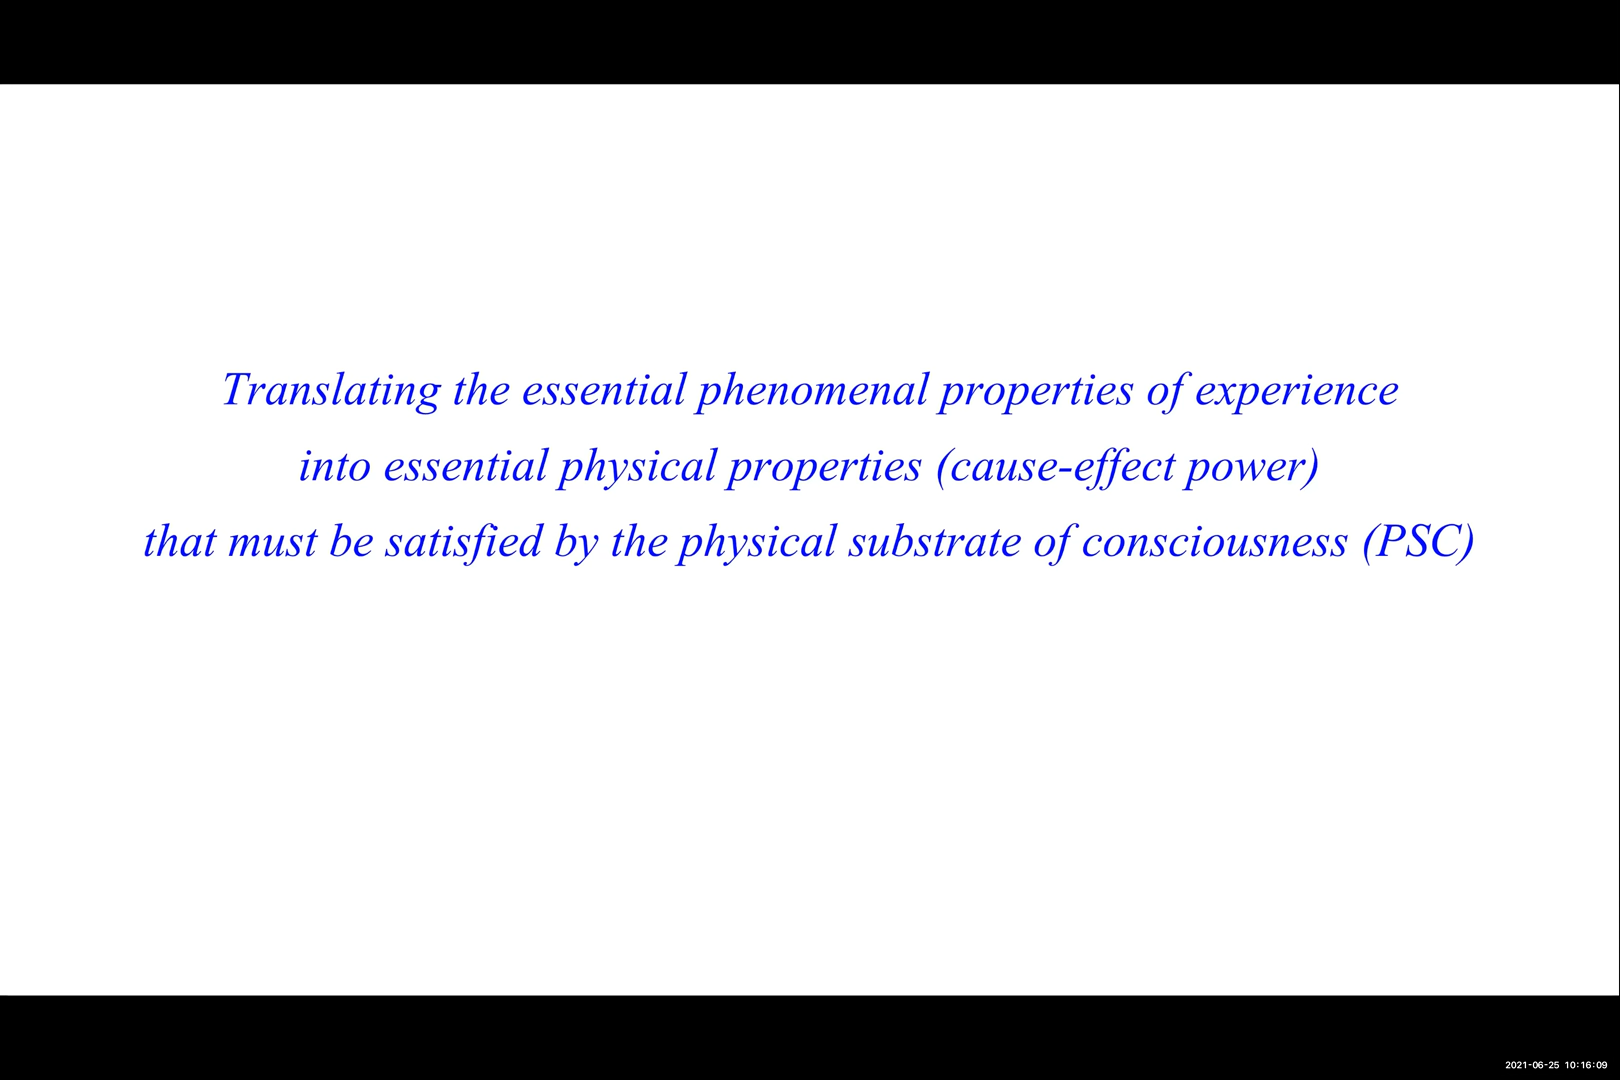 Translating the essential phenomenal properties of experience
into essential physical properties (cause-effect power)
that must be satisfied by the physical substrate of consciousness (PSC)
2021-06-25 10:16:09